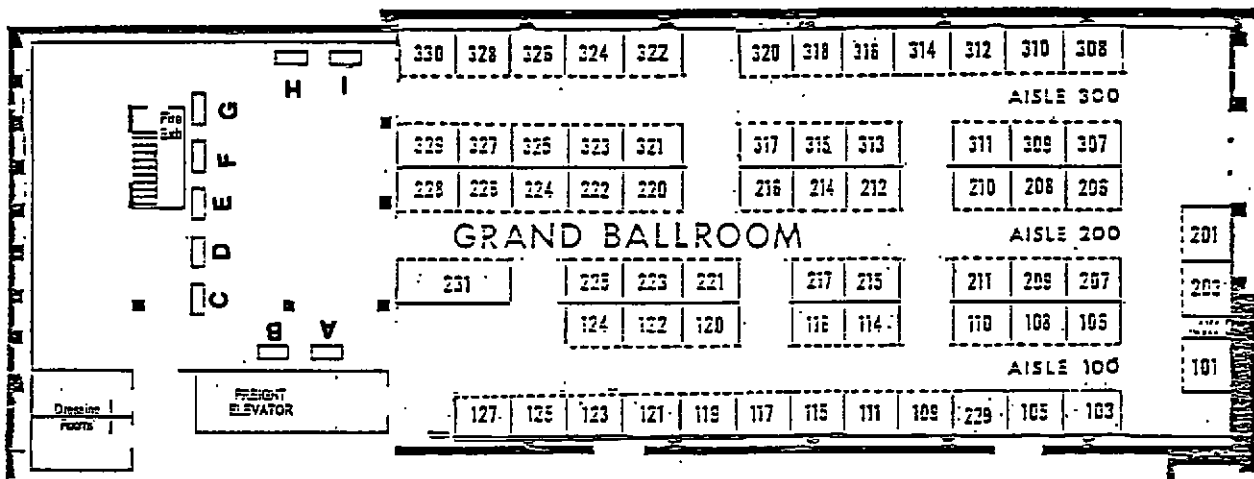 330 328 326 324 322 320 318 316 314 312 310 308
H I
AISLE 300
G
Fire
Exit
329 327 325 323 321 317 315 313 311 309 307
F
228 226 224 222 220 216 214 212 210 208 206
E
GRAND BALLROOM
AISLE 200
201
D
231 225 223 221 217 215 211 209 207
203
C
124 122 120 116 114 110 108 106
B A
AISLE 100
101
FREIGHT
ELEVATOR
Dressing
Rooms
127 125 123 121 119 117 115 111 109 229 105 103